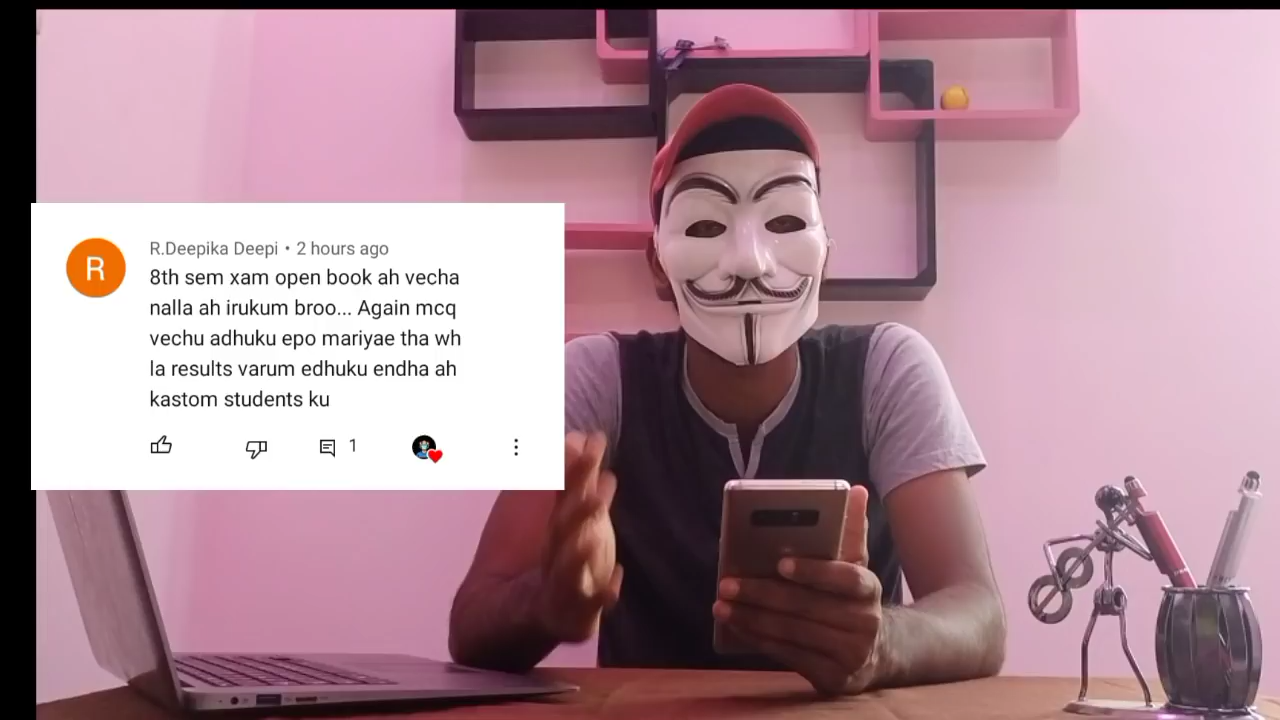 R
R.Deepika Deepi • 2 hours ago
8th sem xam open book ah vecha
nalla ah irukum broo... Again mcq
vechu adhuku epo mariyae tha wh
la results varum edhuku endha ah
kastom students ku
1